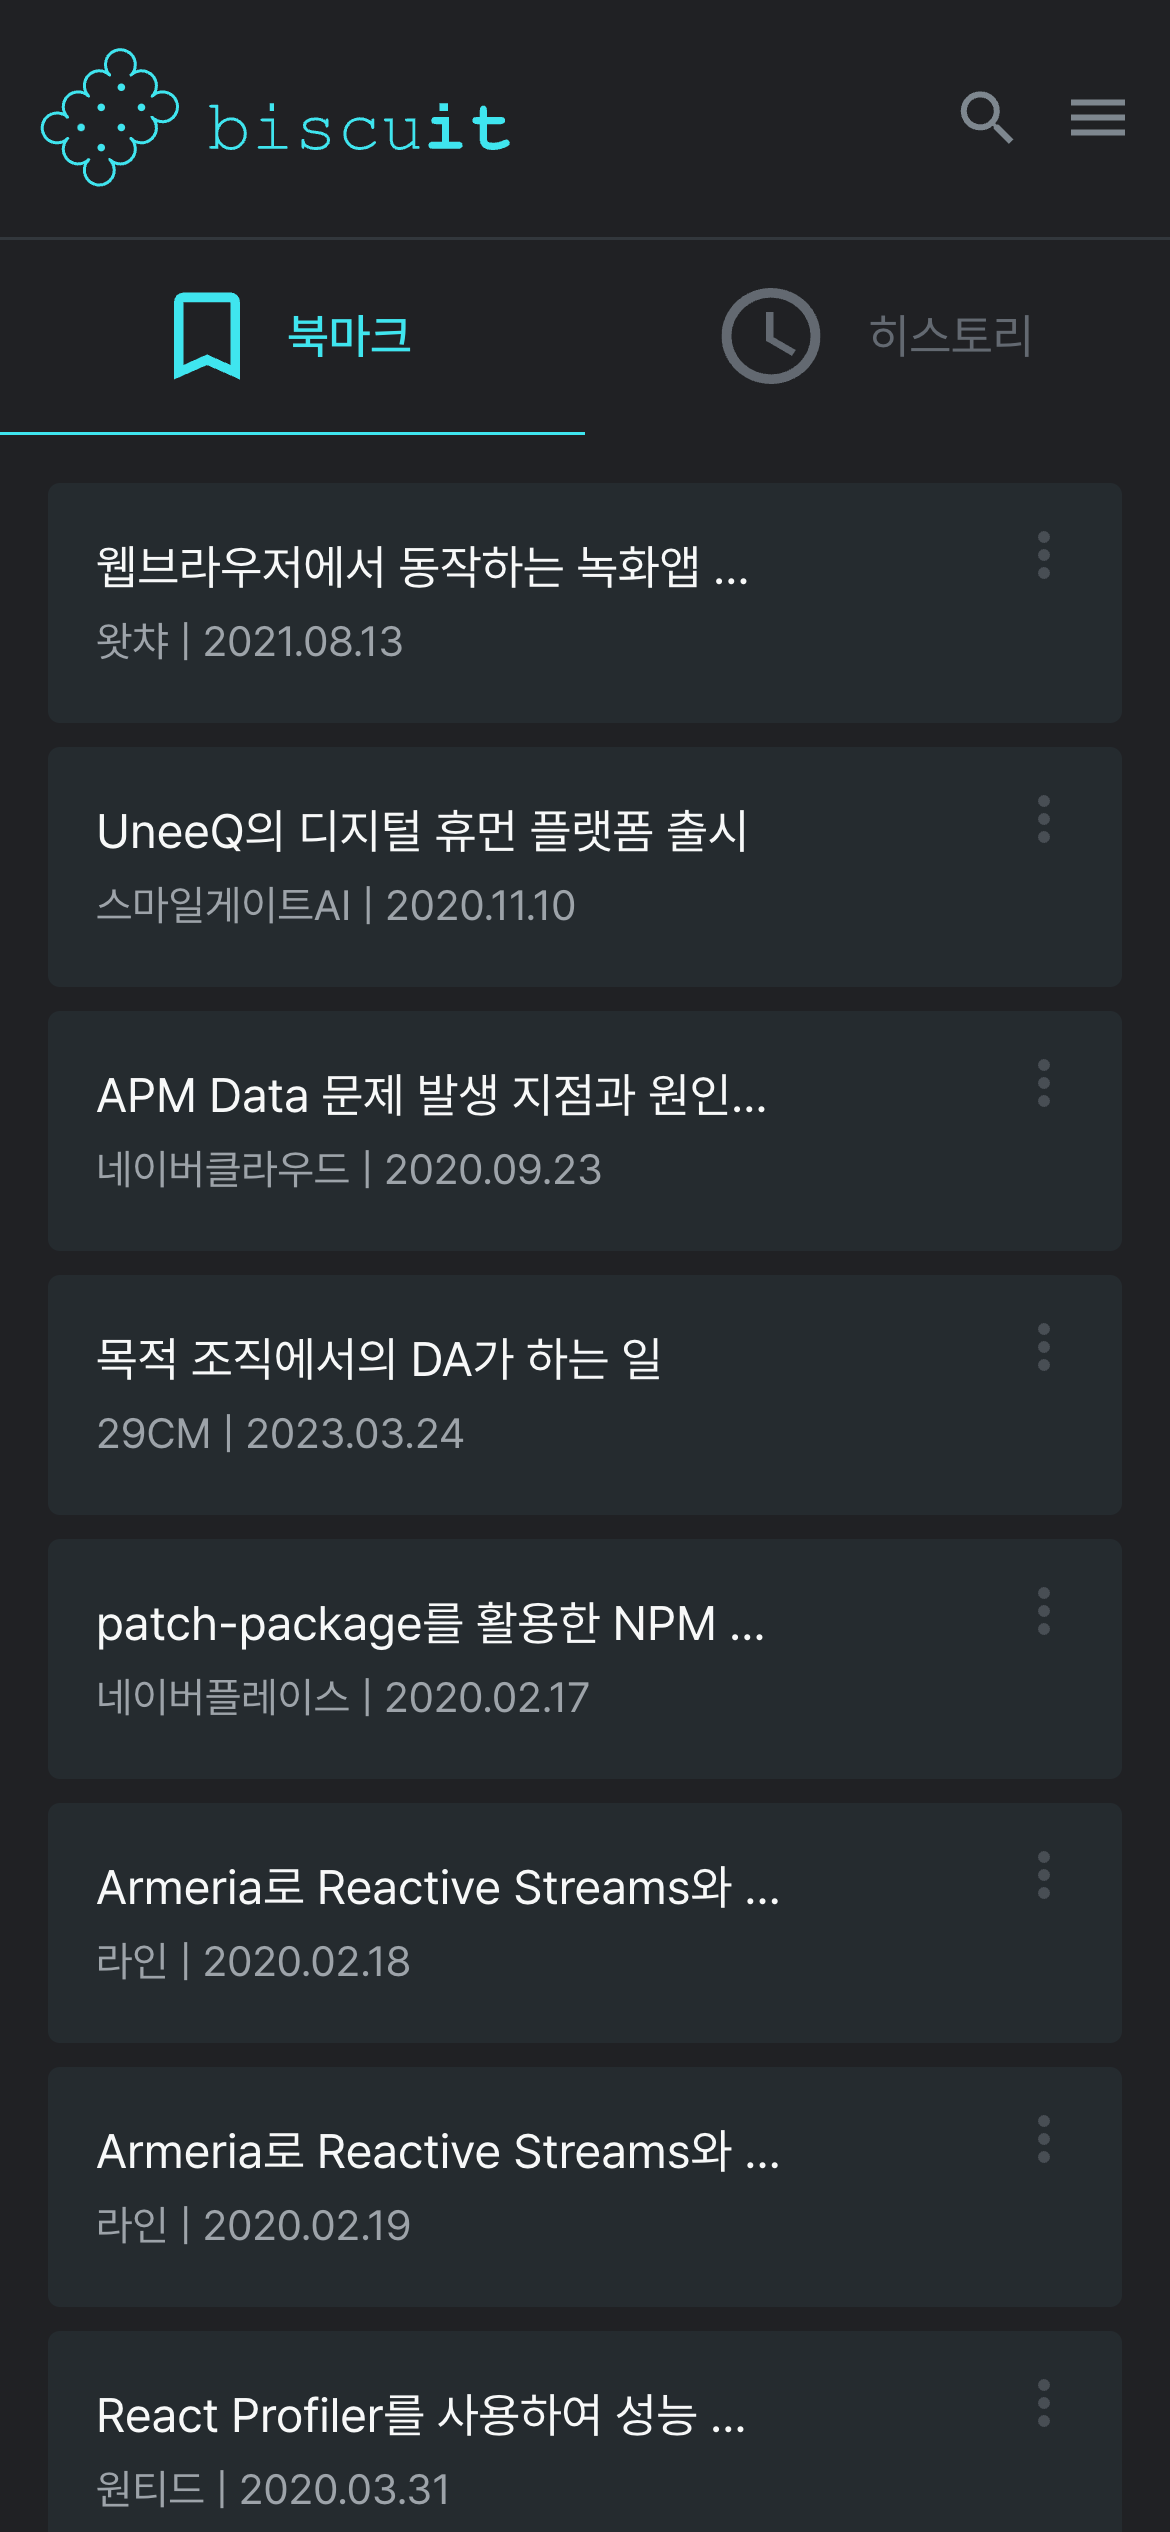 biscuit
북마크
히스토리
웹브라우저에서 동작하는 녹화앱 ...
왓챠 | 2021.08.13
UneeQ의 디지털 휴먼 플랫폼 출시
스마일게이트AI | 2020.11.10
APM Data 문제 발생 지점과 원인...
네이버클라우드 | 2020.09.23
목적 조직에서의 DA가 하는 일
29CM | 2023.03.24
patch-package를 활용한 NPM ...
네이버플레이스 | 2020.02.17
Armeria로 Reactive Streams와 ...
라인 | 2020.02.18
Armeria로 Reactive Streams와 ...
라인 | 2020.02.19
React Profiler를 사용하여 성능 ...
원티드 | 2020.03.31